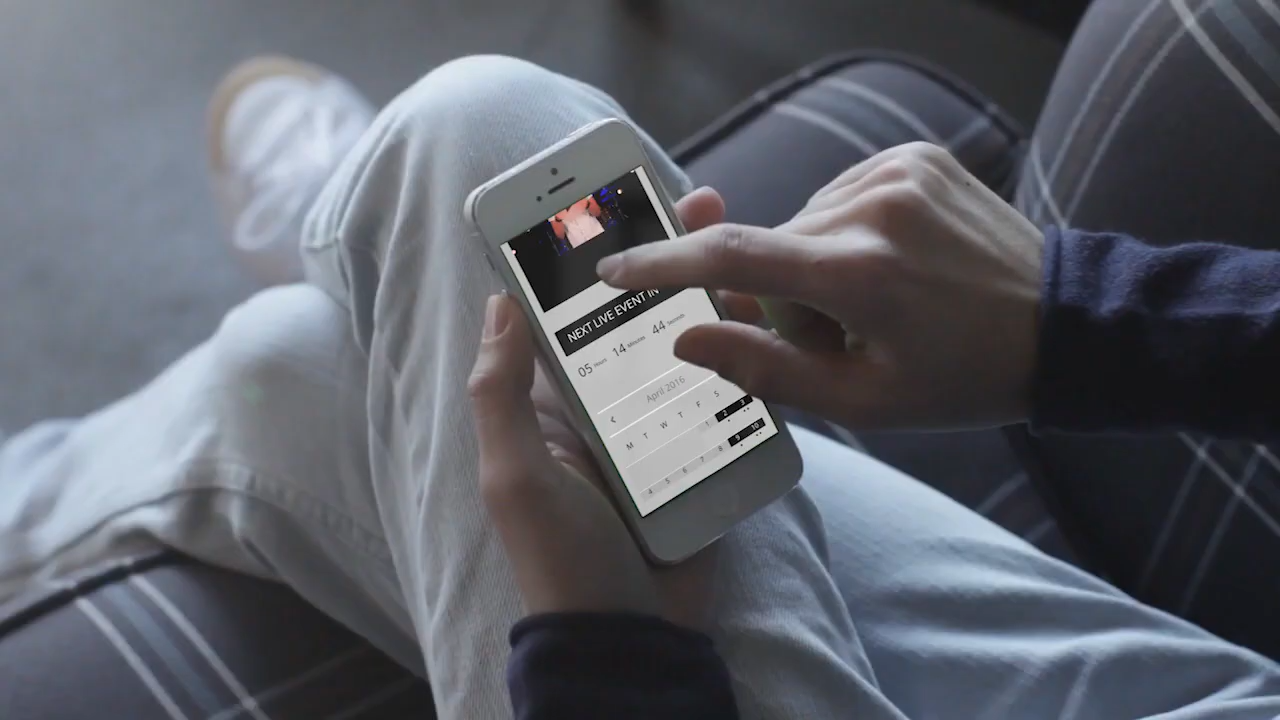 NEXT LIVE EVENT IN
05 Hours 14 Minutes 44 Seconds
< April 2016
M T W T F S
1 2 3
4 5 6 7 8 9 10